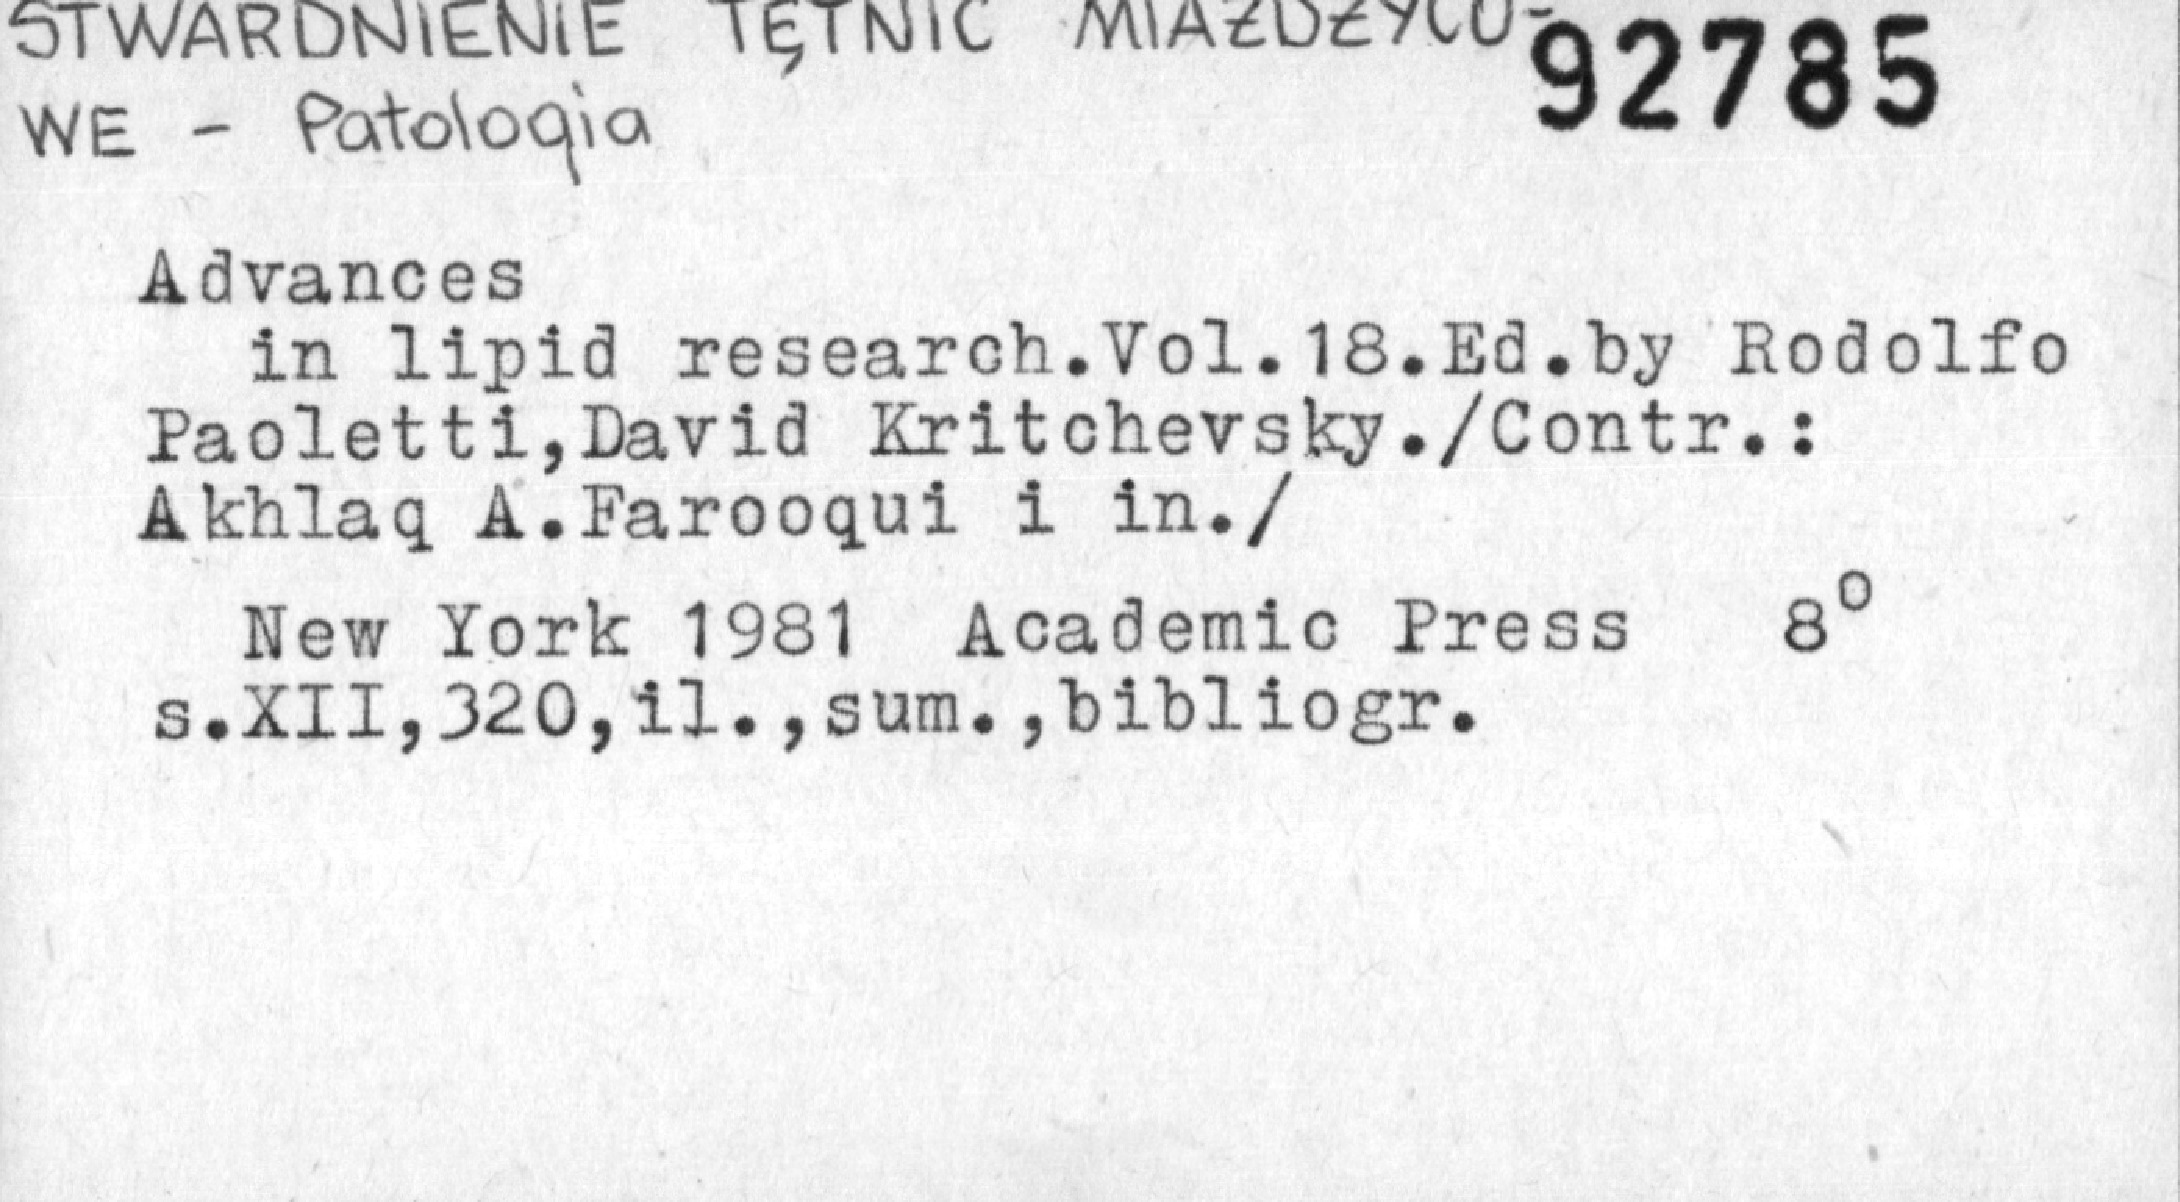 STWARDNIENIE TĘTNIC MIAŻDŻYCO-
92785
WE - Patologia
Advances
in lipid research.Vol.18.Ed.by Rodolfo
Paoletti,David Kritchevsky./Contr.:
Akhlaq A.Farooqui i in./
New York 1981 Academic Press 8°
s.XII,320,il.,sum.,bibliogr.